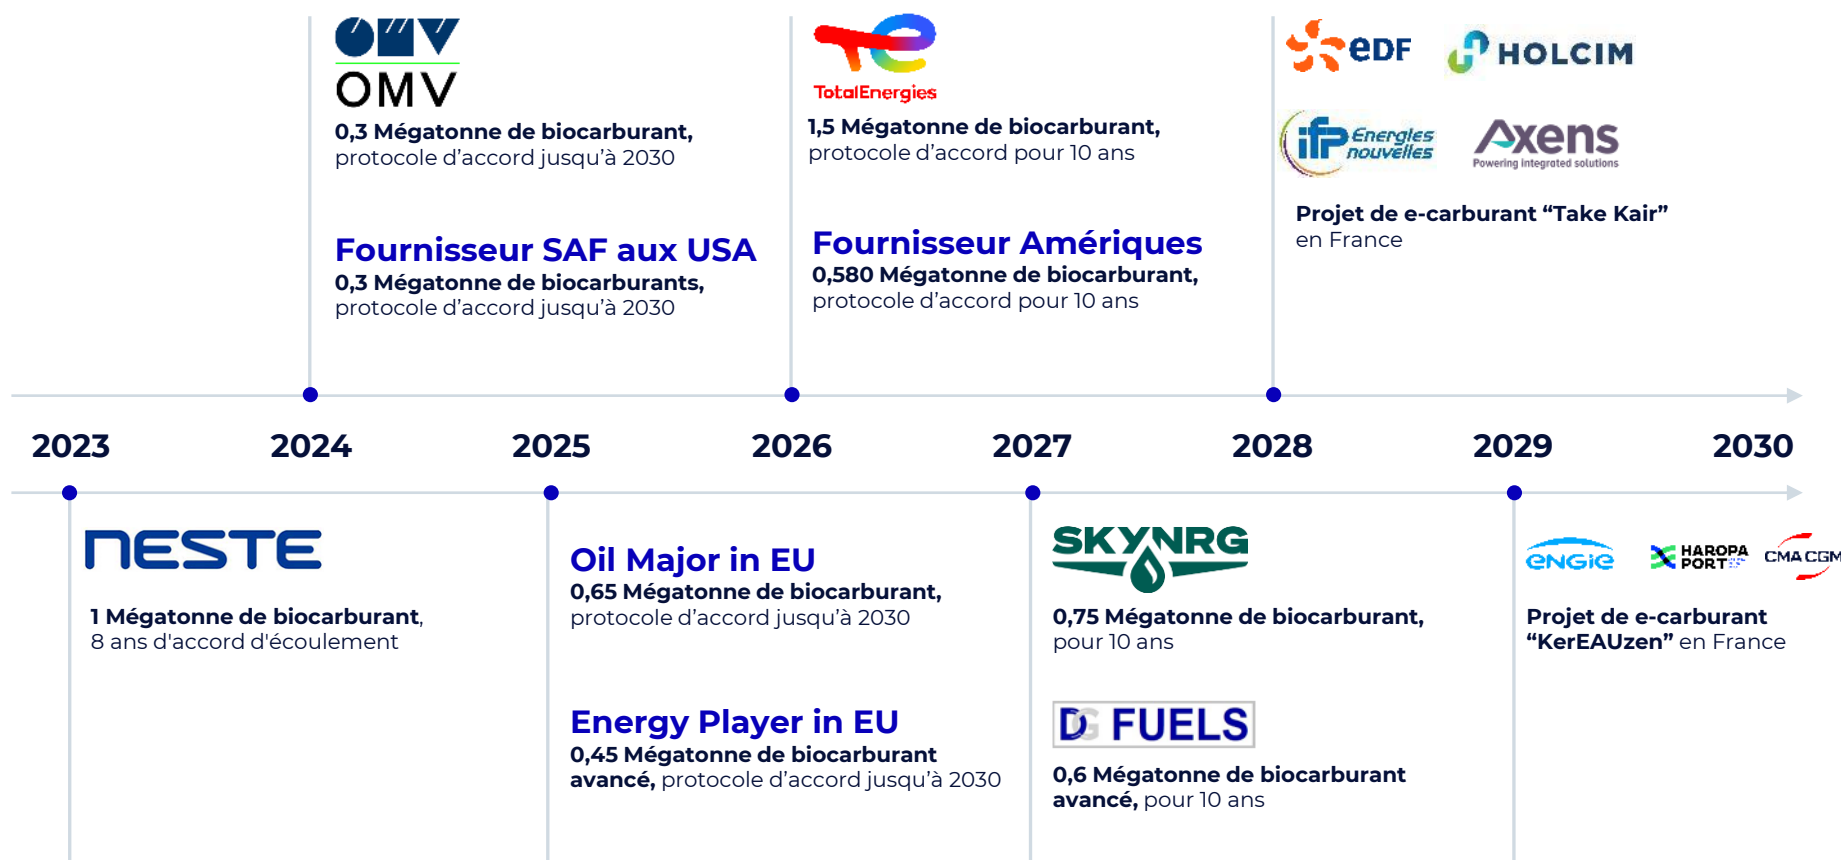 OMV
OMV
0,3 Mégatonne de biocarburant,
protocole d’accord jusqu’à 2030
Fournisseur SAF aux USA
0,3 Mégatonne de biocarburants,
protocole d’accord jusqu’à 2030
TotalEnergies
1,5 Mégatonne de biocarburant,
protocole d’accord pour 10 ans
Fournisseur Amériques
0,580 Mégatonne de biocarburant,
protocole d’accord pour 10 ans
eDF
HOLCIM
ifp Energies
nouvelles
Axens
Powering integrated solutions
Projet de e-carburant “Take Kair”
en France
2023 2024 2025 2026 2027 2028 2029 2030
NESTE
1 Mégatonne de biocarburant,
8 ans d'accord d'écoulement
Oil Major in EU
0,65 Mégatonne de biocarburant,
protocole d’accord jusqu’à 2030
Energy Player in EU
0,45 Mégatonne de biocarburant
avancé, protocole d’accord jusqu’à 2030
SKYNRG
0,75 Mégatonne de biocarburant,
pour 10 ans
DG FUELS
0,6 Mégatonne de biocarburant
avancé, pour 10 ans
engie
HAROPA
PORT
CMA CGM
Projet de e-carburant
“KerEAUzen” en France